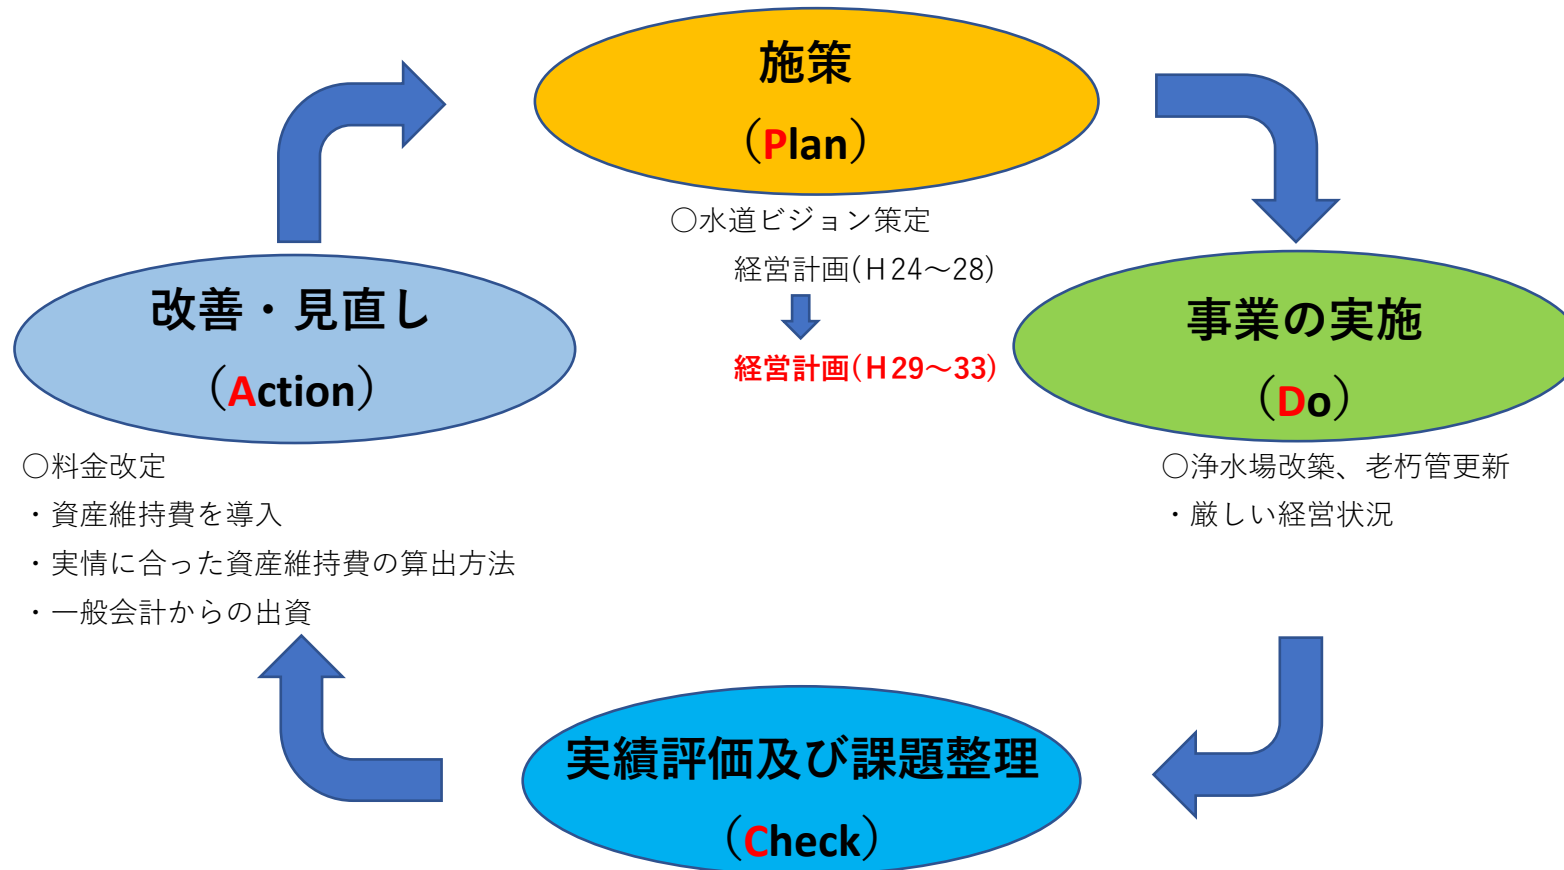 施策
（Plan）
○水道ビジョン策定
経営計画(Ｈ24～28)
経営計画(Ｈ29～33)
事業の実施
（Do）
○浄水場改築、老朽管更新
・厳しい経営状況
実績評価及び課題整理
（Check）
改善・見直し
（Action）
○料金改定
・資産維持費を導入
・実情に合った資産維持費の算出方法
・一般会計からの出資